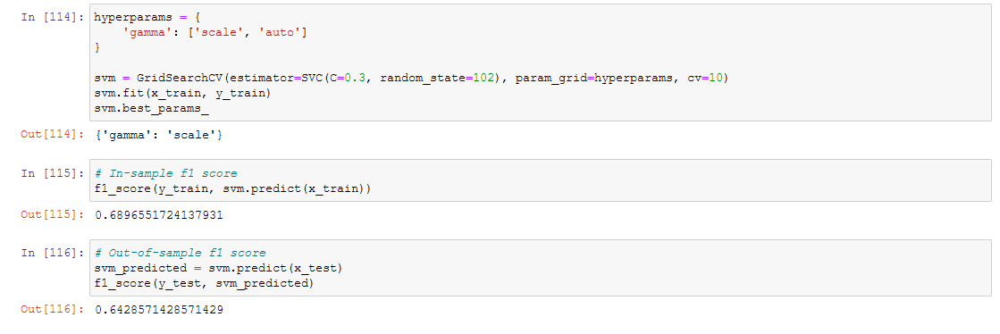 In [114]: hyperparams = {
    'gamma': ['scale', 'auto']
}
svm = GridSearchCV(estimator=SVC(C=0.3, random_state=102), param_grid=hyperparams, cv=10)
svm.fit(x_train, y_train)
svm.best_params_
Out[114]: {'gamma': 'scale'}
In [115]: # In-sample f1 score
f1_score(y_train, svm.predict(x_train))
Out[115]: 0.6896551724137931
In [116]: # Out-of-sample f1 score
svm_predicted = svm.predict(x_test)
f1_score(y_test, svm_predicted)
Out[116]: 0.6428571428571429